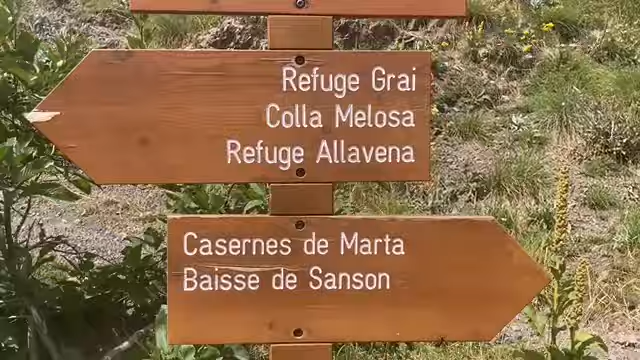 Refuge Grai
Colla Melosa
Refuge Allavena
Casernes de Marta
Baisse de Sanson